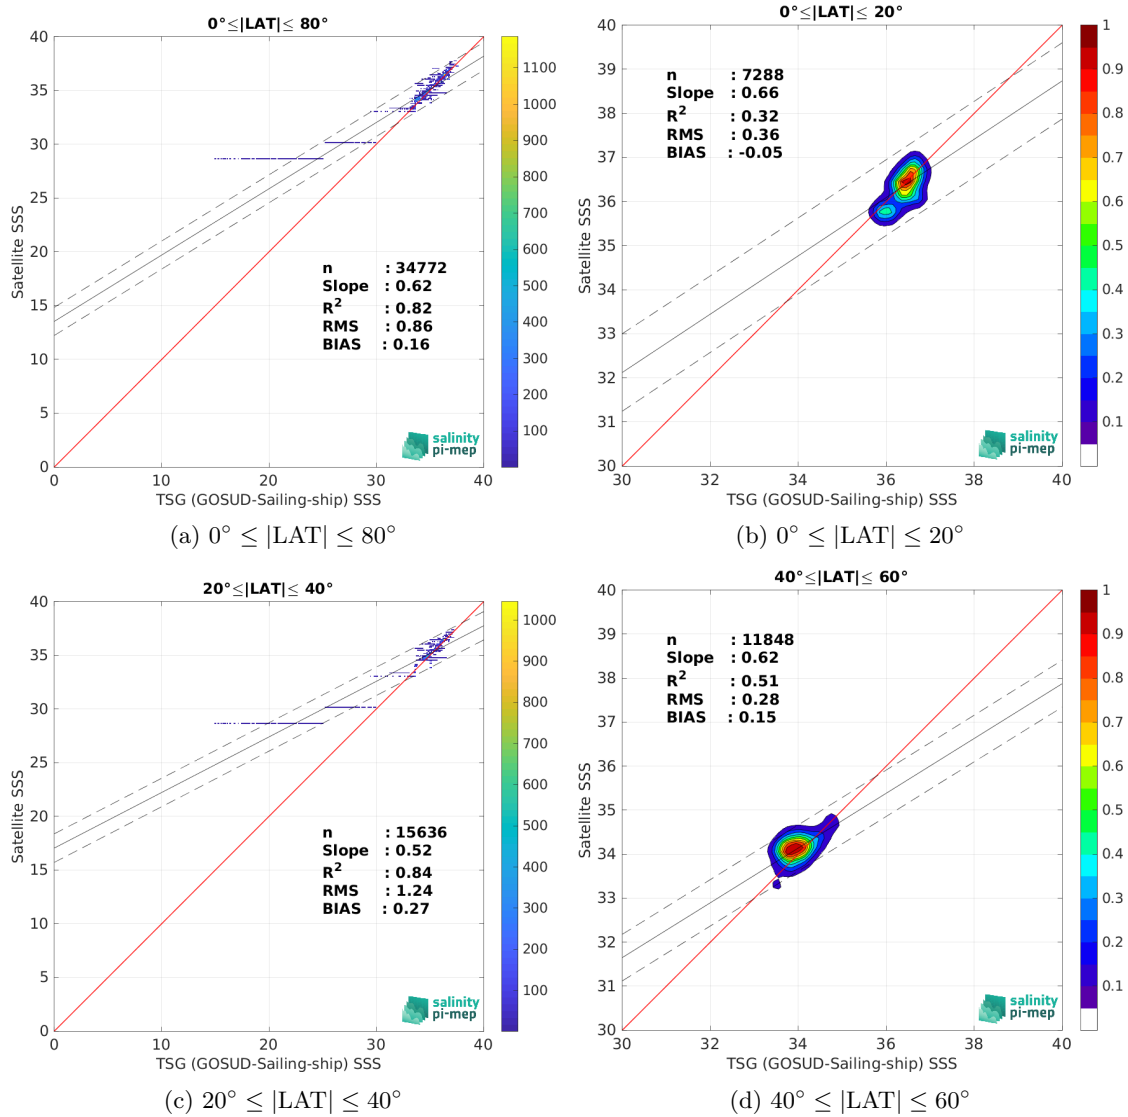 0°≤|LAT|≤ 80°
40
35
30
25
20
15
10
5
0
Satellite SSS
n : 34772
Slope : 0.62
R² : 0.82
RMS : 0.86
BIAS : 0.16
salinity
pi-mep
0 10 20 30 40
TSG (GOSUD-Sailing-ship) SSS
1100
1000
900
800
700
600
500
400
300
200
100
(a) 0° ≤ |LAT| ≤ 80°
0°≤|LAT|≤ 20°
40
39
38
37
36
35
34
33
32
31
30
Satellite SSS
n : 7288
Slope : 0.66
R² : 0.32
RMS : 0.36
BIAS : -0.05
salinity
pi-mep
30 32 34 36 38 40
TSG (GOSUD-Sailing-ship) SSS
1
0.9
0.8
0.7
0.6
0.5
0.4
0.3
0.2
0.1
(b) 0° ≤ |LAT| ≤ 20°
20°≤|LAT|≤ 40°
40
35
30
25
20
15
10
5
0
Satellite SSS
n : 15636
Slope : 0.52
R² : 0.84
RMS : 1.24
BIAS : 0.27
salinity
pi-mep
0 10 20 30 40
TSG (GOSUD-Sailing-ship) SSS
1000
900
800
700
600
500
400
300
200
100
(c) 20° ≤ |LAT| ≤ 40°
40°≤|LAT|≤ 60°
40
39
38
37
36
35
34
33
32
31
30
Satellite SSS
n : 11848
Slope : 0.62
R² : 0.51
RMS : 0.28
BIAS : 0.15
salinity
pi-mep
30 32 34 36 38 40
TSG (GOSUD-Sailing-ship) SSS
1
0.9
0.8
0.7
0.6
0.5
0.4
0.3
0.2
0.1
(d) 40° ≤ |LAT| ≤ 60°